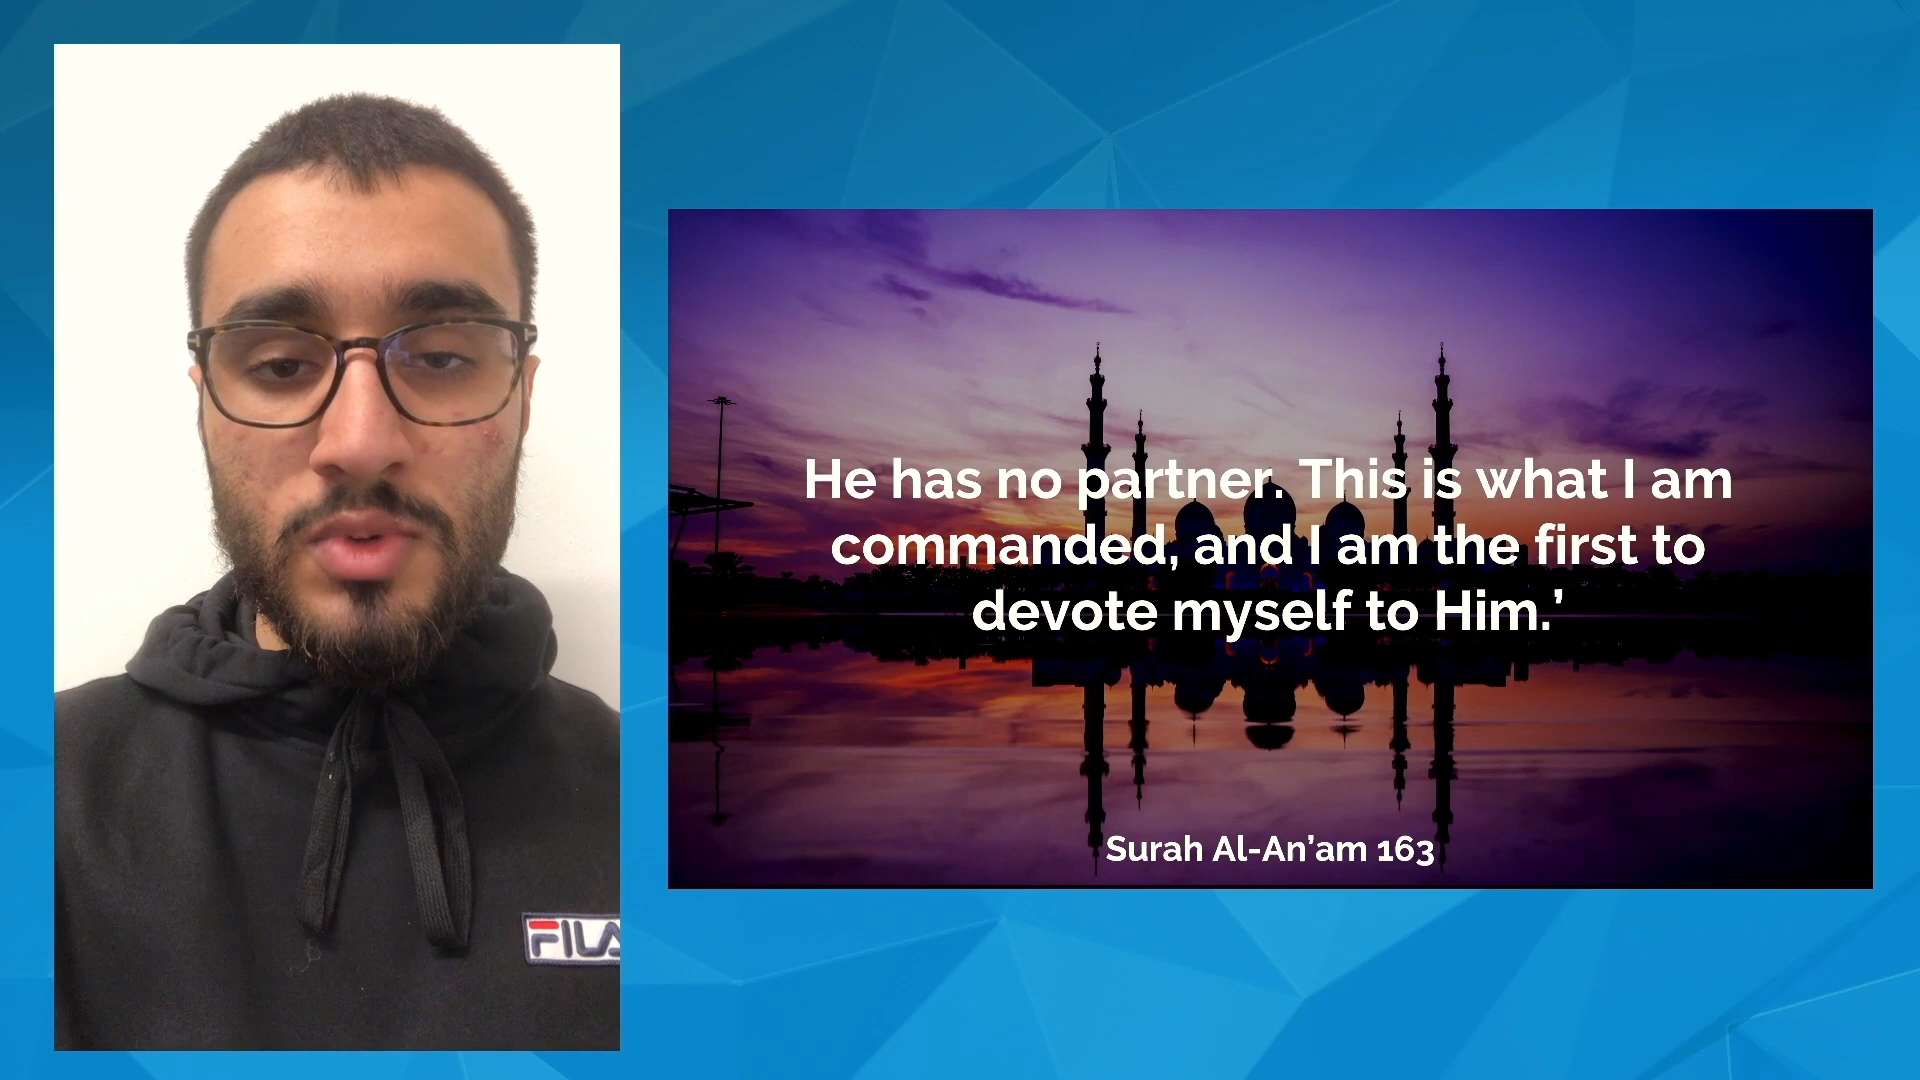 He has no partner. This is what I am
commanded, and I am the first to
devote myself to Him.’
Surah Al-An’am 163
FILA